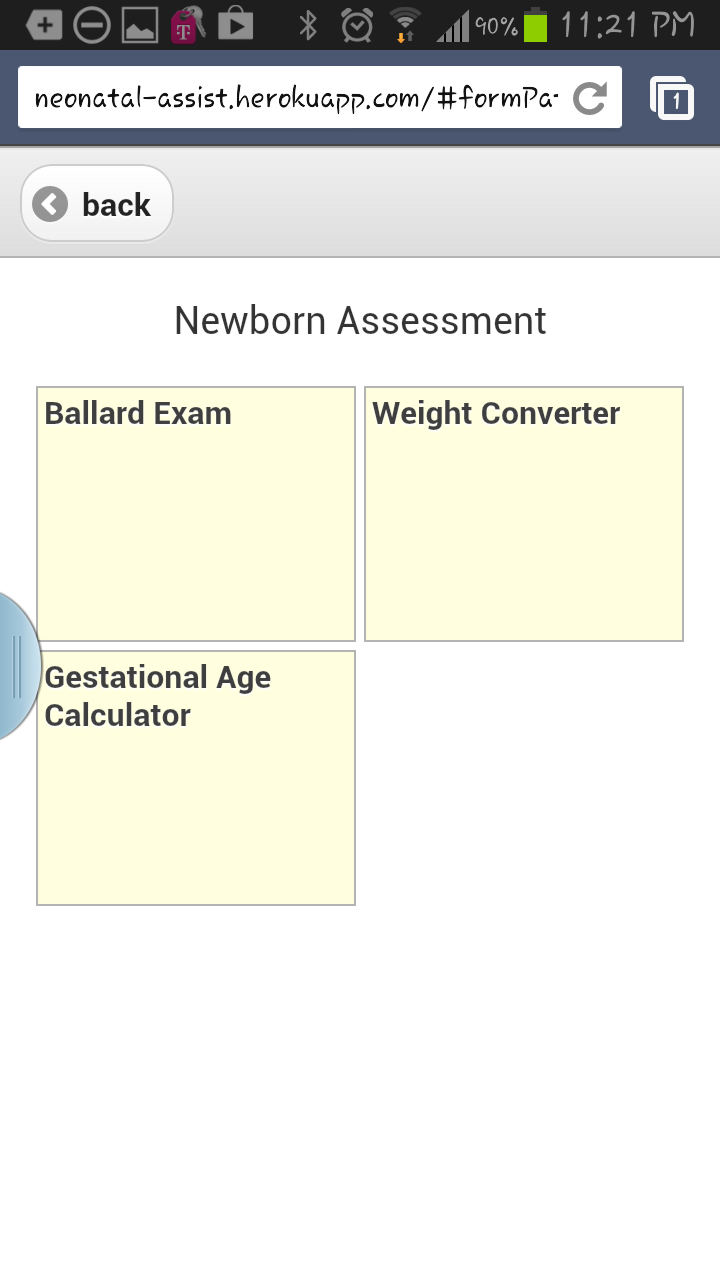 90% 11:21 PM
neonatal-assist.herokuapp.com/#formPa
1
back
Newborn Assessment
Ballard Exam
Weight Converter
Gestational Age
Calculator